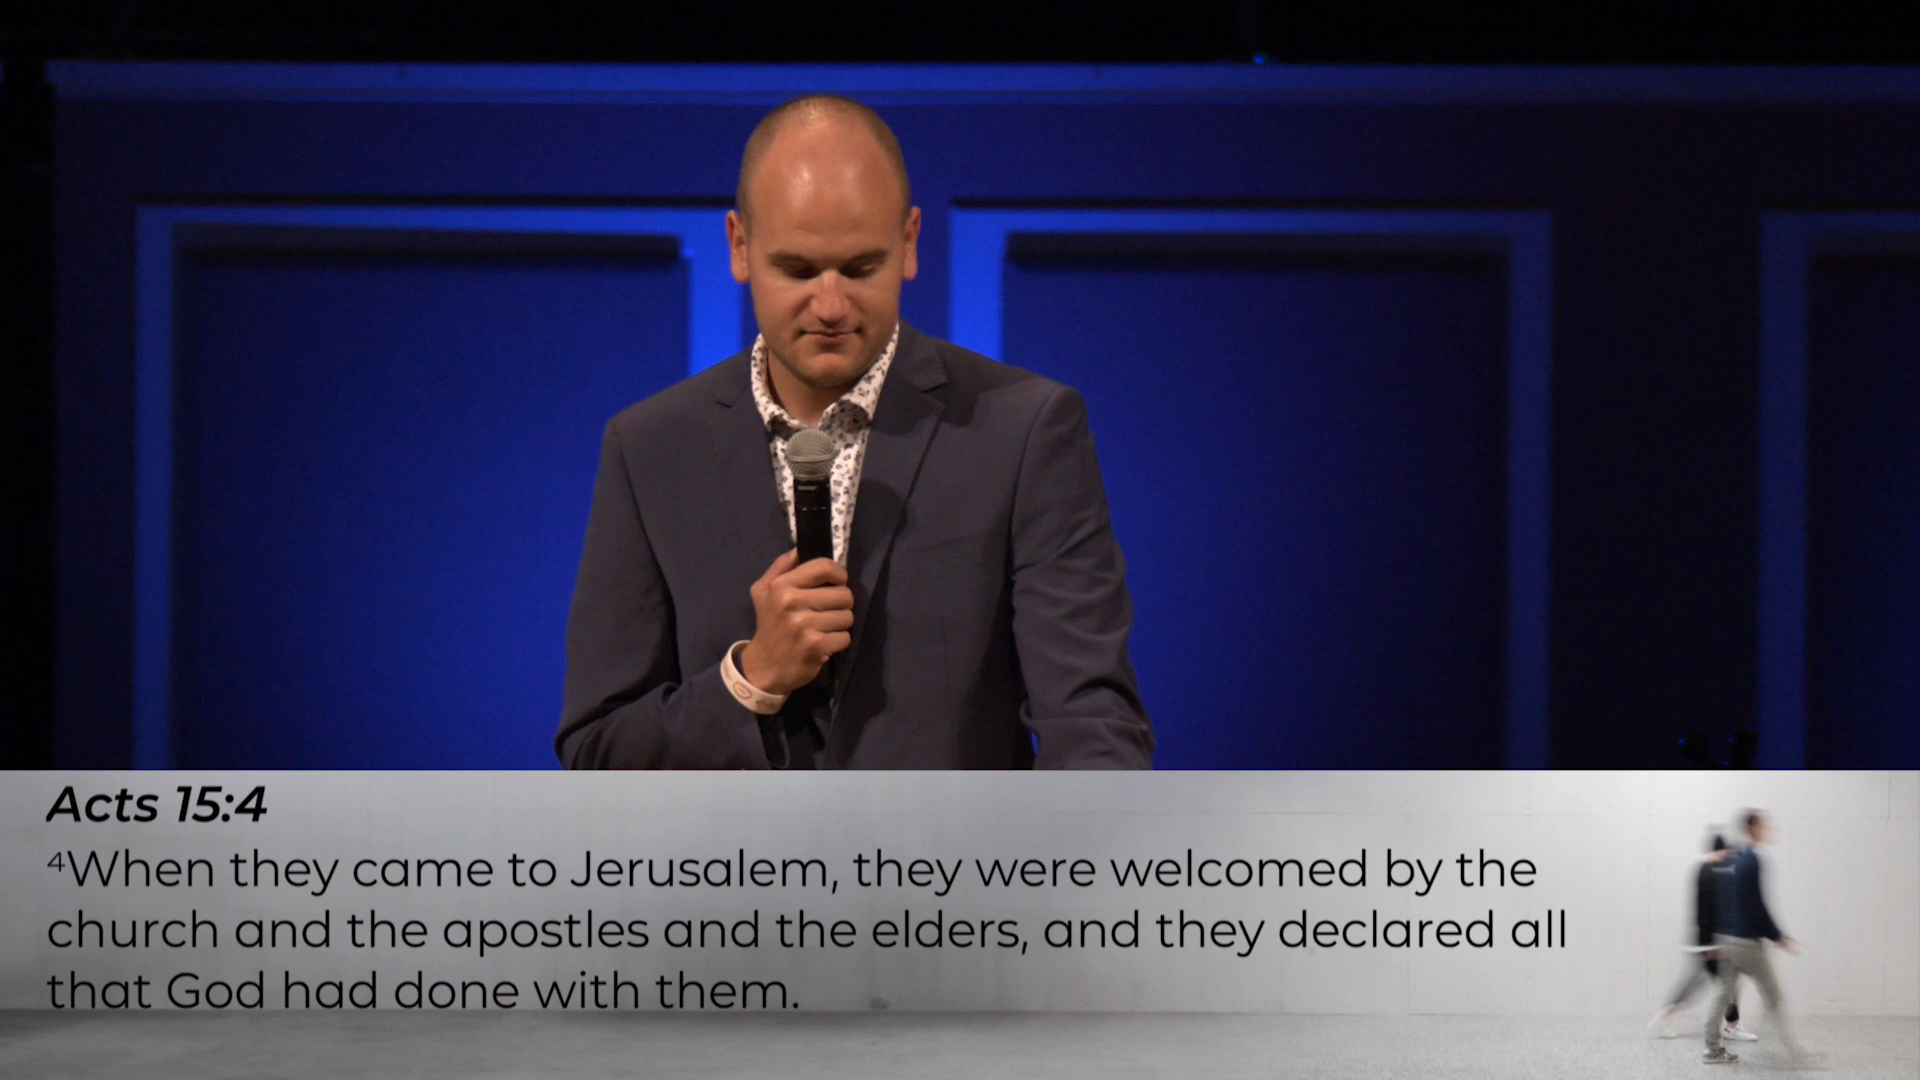 Acts 15:4
⁴When they came to Jerusalem, they were welcomed by the
church and the apostles and the elders, and they declared all
that God had done with them.